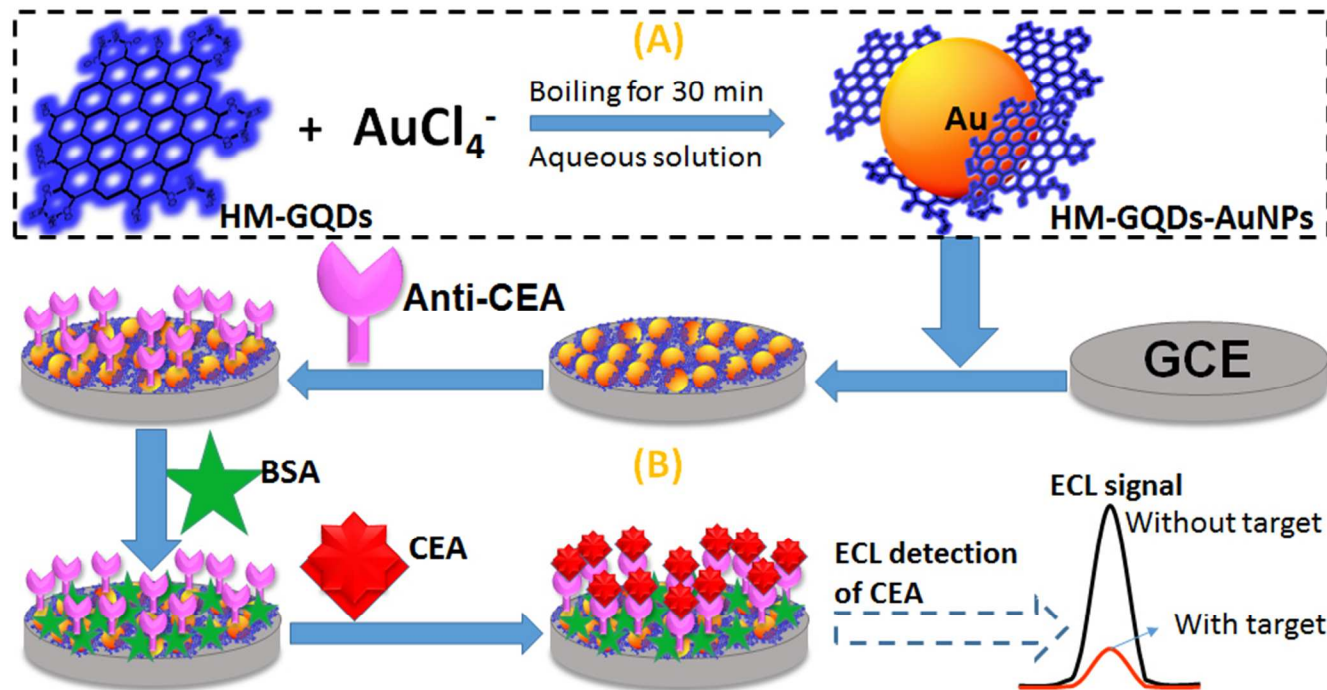 (A)
Boiling for 30 min
+ AuCl₄⁻
Aqueous solution
Au
HM-GQDs
HM-GQDs-AuNPs
Anti-CEA
GCE
BSA
(B)
CEA
ECL detection
of CEA
ECL signal
Without target
With target